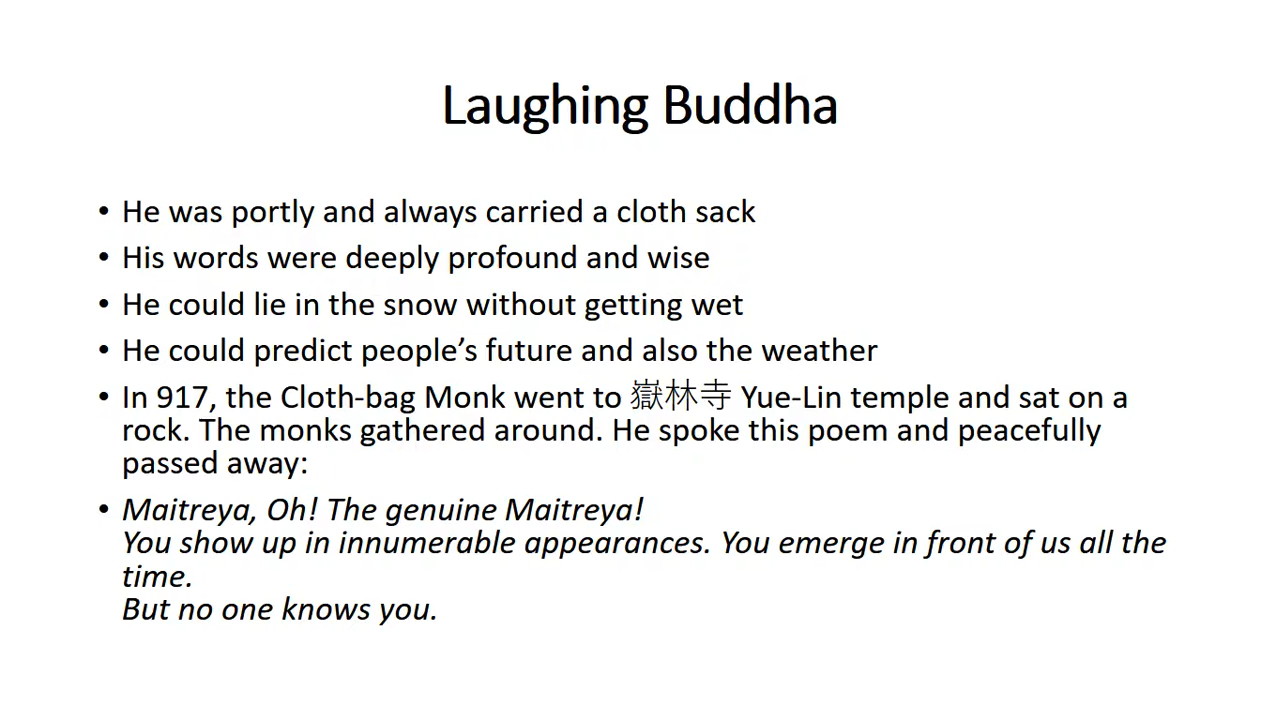 Laughing Buddha
• He was portly and always carried a cloth sack
• His words were deeply profound and wise
• He could lie in the snow without getting wet
• He could predict people’s future and also the weather
• In 917, the Cloth-bag Monk went to 嶽林寺 Yue-Lin temple and sat on a
rock. The monks gathered around. He spoke this poem and peacefully
passed away:
• Maitreya, Oh! The genuine Maitreya!
You show up in innumerable appearances. You emerge in front of us all the
time.
But no one knows you.